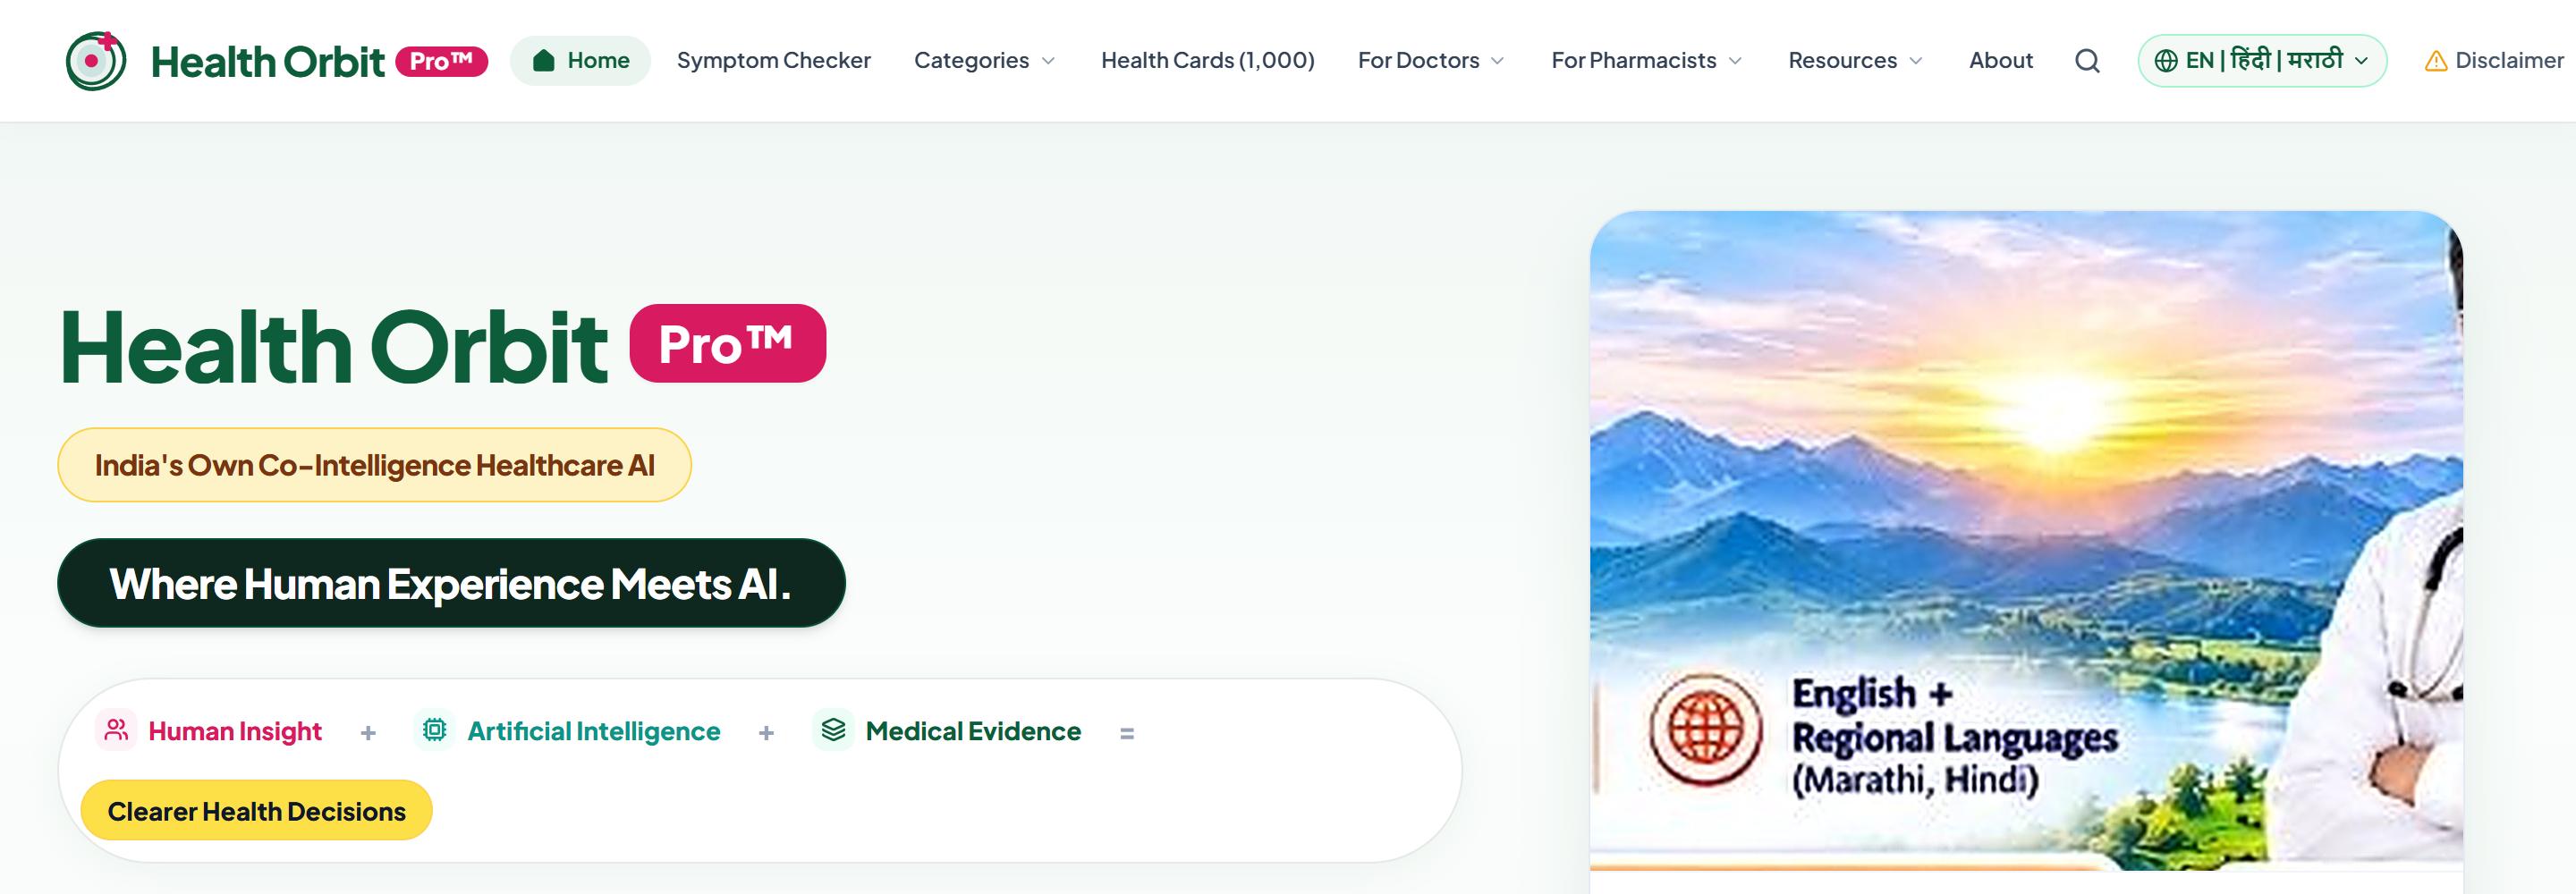 Health Orbit Pro™ Home Symptom Checker Categories Health Cards (1,000) For Doctors For Pharmacists Resources About EN | हिंदी | मराठी Disclaimer
Health Orbit Pro™
India's Own Co-Intelligence Healthcare AI
Where Human Experience Meets AI.
Human Insight + Artificial Intelligence + Medical Evidence =
Clearer Health Decisions
English +
Regional Languages
(Marathi, Hindi)